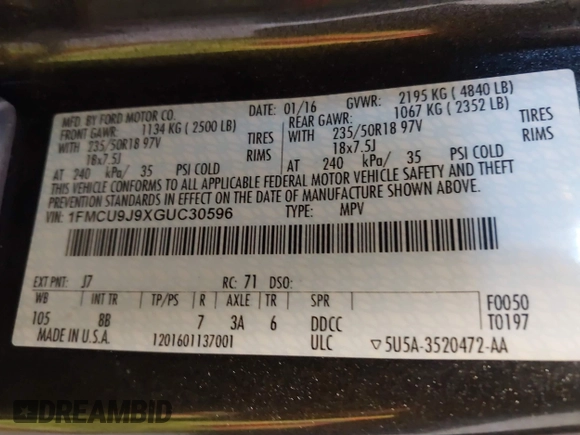 MFD. BY FORD MOTOR CO.
DATE: 01/16 GVWR: 2195 KG ( 4840 LB)
FRONT GAWR: 1134 KG ( 2500 LB) REAR GAWR: 1067 KG ( 2352 LB)
WITH 235/50R18 97V TIRES WITH 235/50R18 97V TIRES
18x7.5J RIMS 18x7.5J RIMS
AT 240 kPa/ 35 PSI COLD AT 240 kPa/ 35 PSI COLD
THIS VEHICLE CONFORMS TO ALL APPLICABLE FEDERAL MOTOR VEHICLE SAFETY AND THEFT
PREVENTION STANDARDS IN EFFECT ON THE DATE OF MANUFACTURE SHOWN ABOVE.
VIN: 1FMCU9J9XGUC30596 TYPE: MPV
EXT PNT: J7 RC: 71 DSO:
WB INT TR TP/PS R AXLE TR SPR F0050
105 8B 7 3A 6 DDCC T0197
MADE IN U.S.A. 1201601137001 ULC ▽5U5A-3520472-AA
DREAMBID